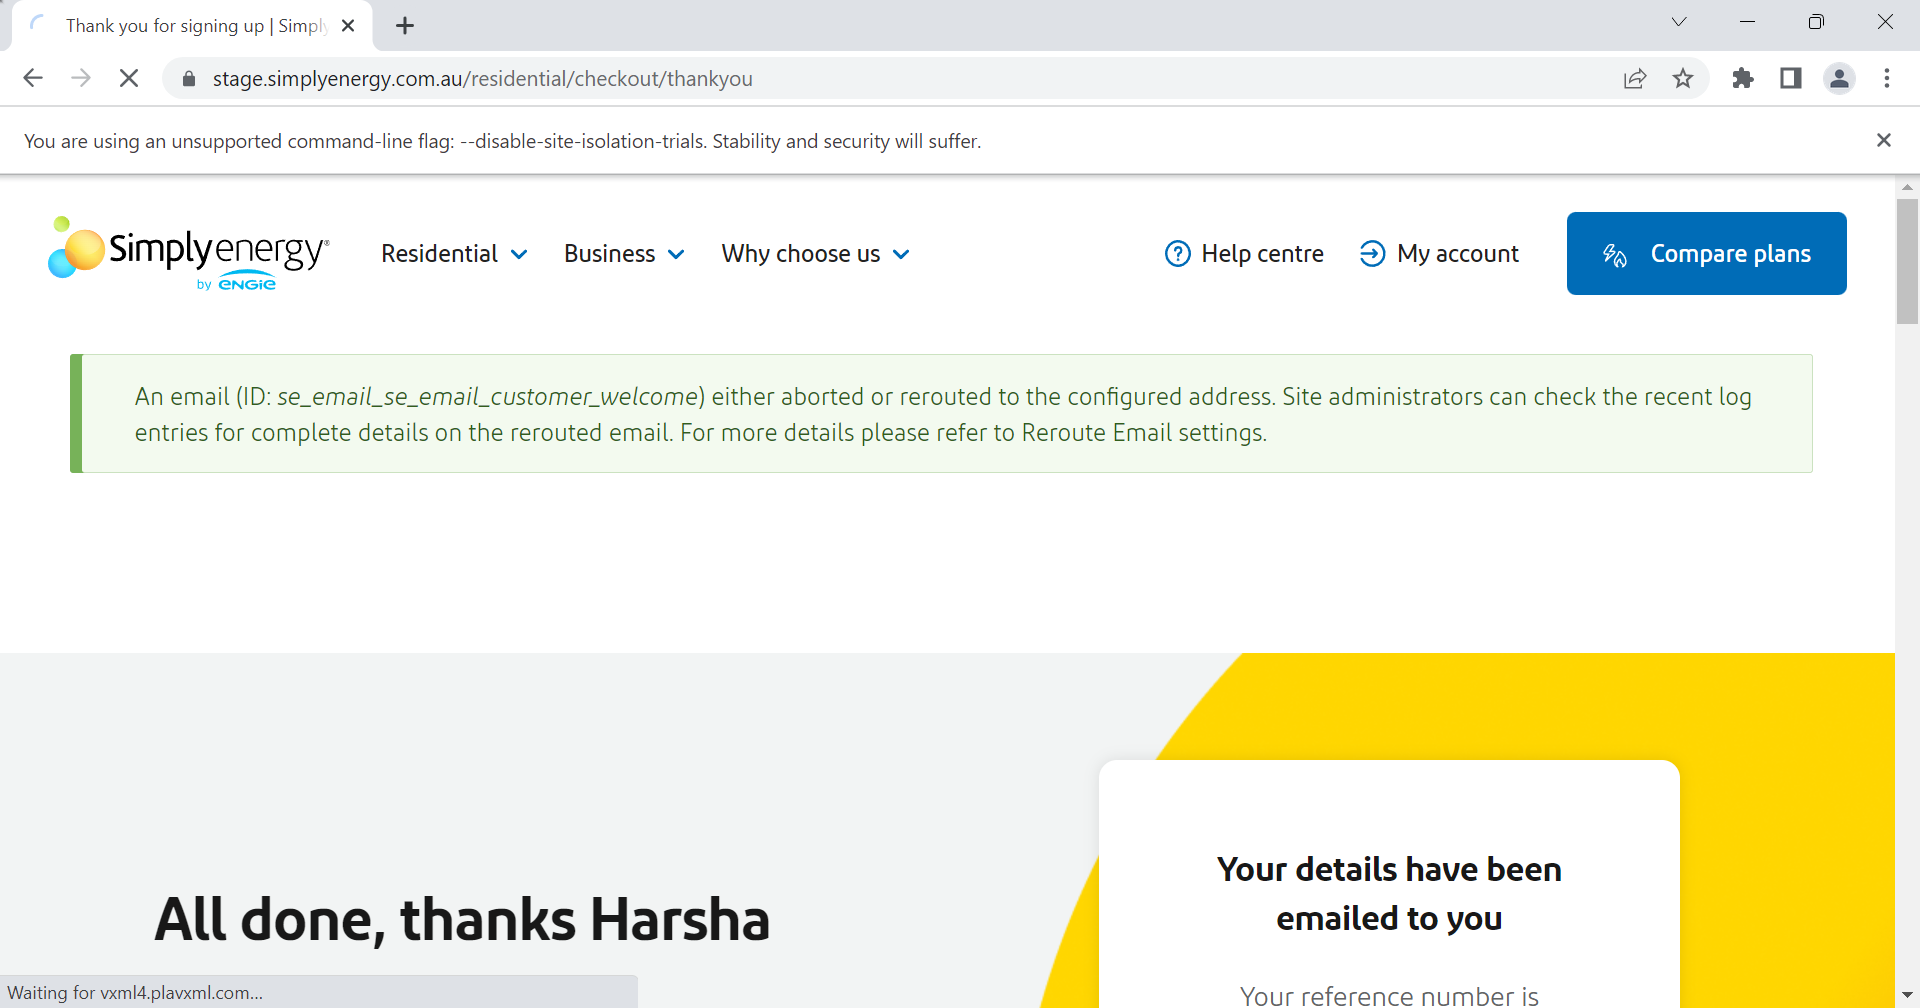 Thank you for signing up | Simply
stage.simplyenergy.com.au/residential/checkout/thankyou
You are using an unsupported command-line flag: --disable-site-isolation-trials. Stability and security will suffer.
Simplyenergy®
by ENGIE
Residential
Business
Why choose us
Help centre
My account
Compare plans
An email (ID: se_email_se_email_customer_welcome) either aborted or rerouted to the configured address. Site administrators can check the recent log
entries for complete details on the rerouted email. For more details please refer to Reroute Email settings.
All done, thanks Harsha
Your details have been
emailed to you
Your reference number is
Waiting for vxml4.plavxml.com...